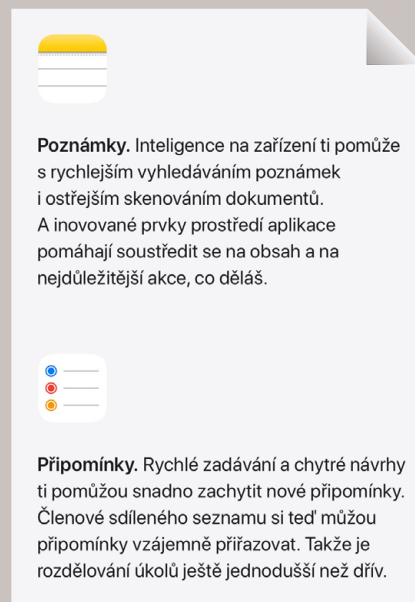 Poznámky. Inteligence na zařízení ti pomůže
s rychlejším vyhledáváním poznámek
i ostřejším skenováním dokumentů.
A inovované prvky prostředí aplikace
pomáhají soustředit se na obsah a na
nejdůležitější akce, co děláš.
Připomínky. Rychlé zadávání a chytré návrhy
ti pomůžou snadno zachytit nové připomínky.
Členové sdíleného seznamu si teď můžou
připomínky vzájemně přiřazovat. Takže je
rozdělování úkolů ještě jednodušší než dřív.